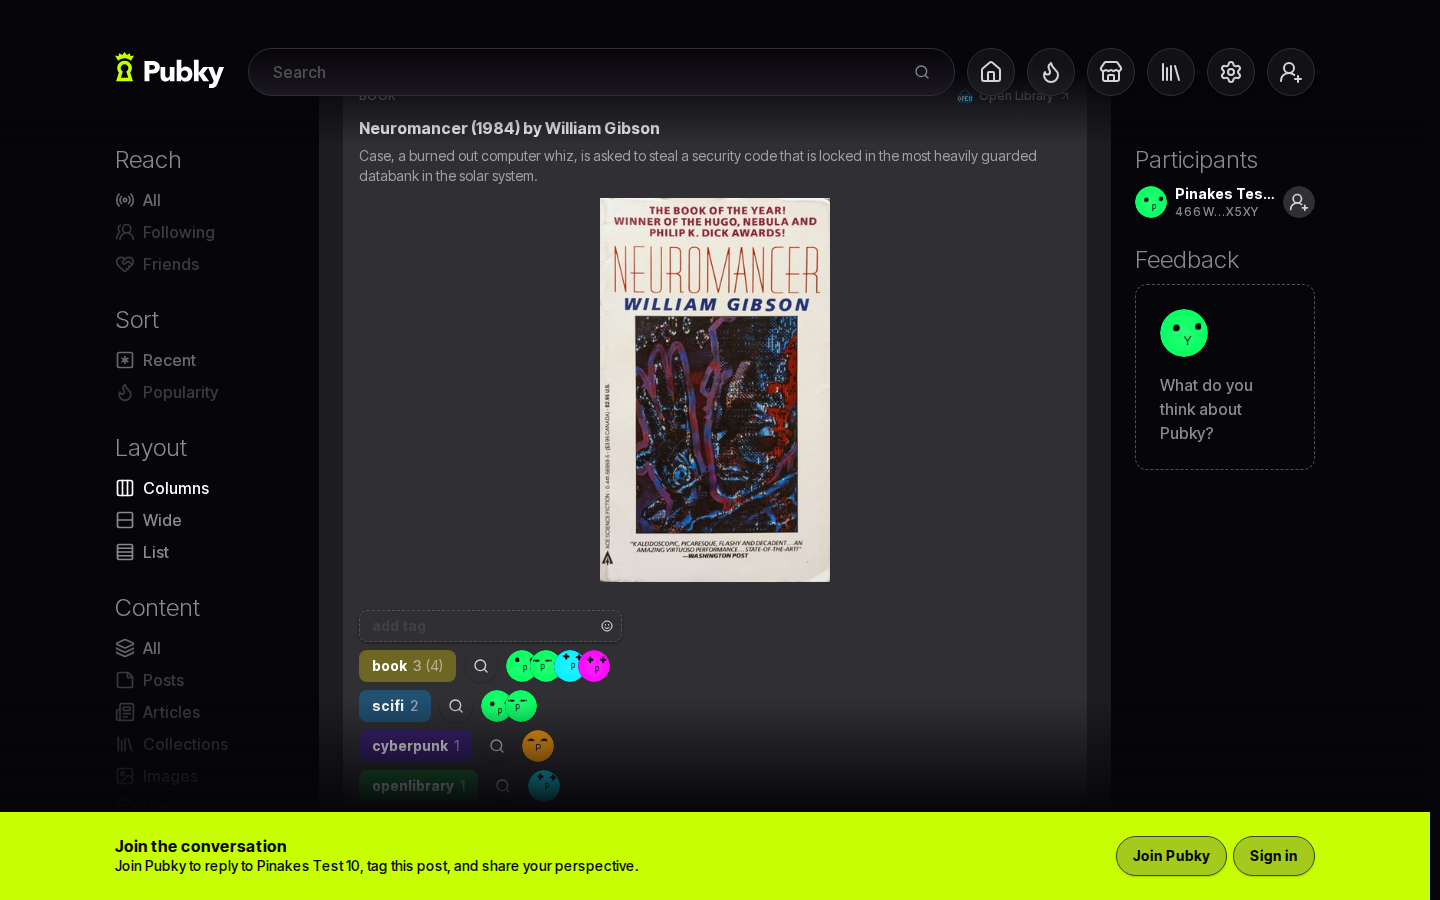 Pubky
Search
BOOK
Open Library
Neuromancer (1984) by William Gibson
Case, a burned out computer whiz, is asked to steal a security code that is locked in the most heavily guarded
databank in the solar system.
THE BOOK OF THE YEAR!
WINNER OF THE HUGO, NEBULA AND
PHILIP K. DICK AWARDS!
NEUROMANCER
WILLIAM GIBSON
"KALEIDOSCOPIC, PICARESQUE, FLASHY AND DECADENT...AN
AMAZING VIRTUOSO PERFORMANCE...STATE-OF-THE-ART!"
—WASHINGTON POST
Reach
All
Following
Friends
Sort
Recent
Popularity
Layout
Columns
Wide
List
Content
All
Posts
Articles
Collections
Images
add tag
book 3 (4)
scifi 2
cyberpunk 1
openlibrary 1
Participants
Pinakes Tes...
466W...X5XY
Feedback
What do you
think about
Pubky?
Join the conversation
Join Pubky to reply to Pinakes Test 10, tag this post, and share your perspective.
Join Pubky
Sign in